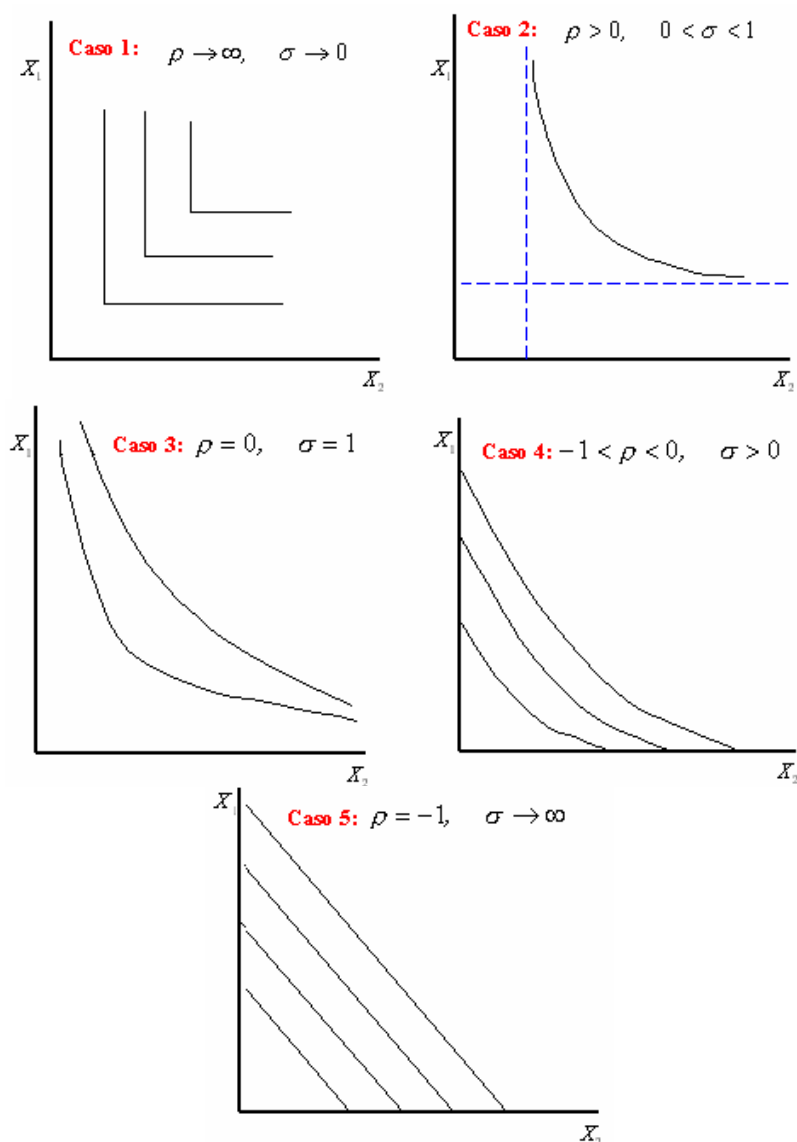 Caso 1: ρ → ∞, σ → 0
X₁
X₂
Caso 2: ρ > 0, 0 < σ < 1
X₁
X₂
Caso 3: ρ = 0, σ = 1
X₁
X₂
Caso 4: −1 < ρ < 0, σ > 0
X₁
X₂
Caso 5: ρ = −1, σ → ∞
X₁
X₂